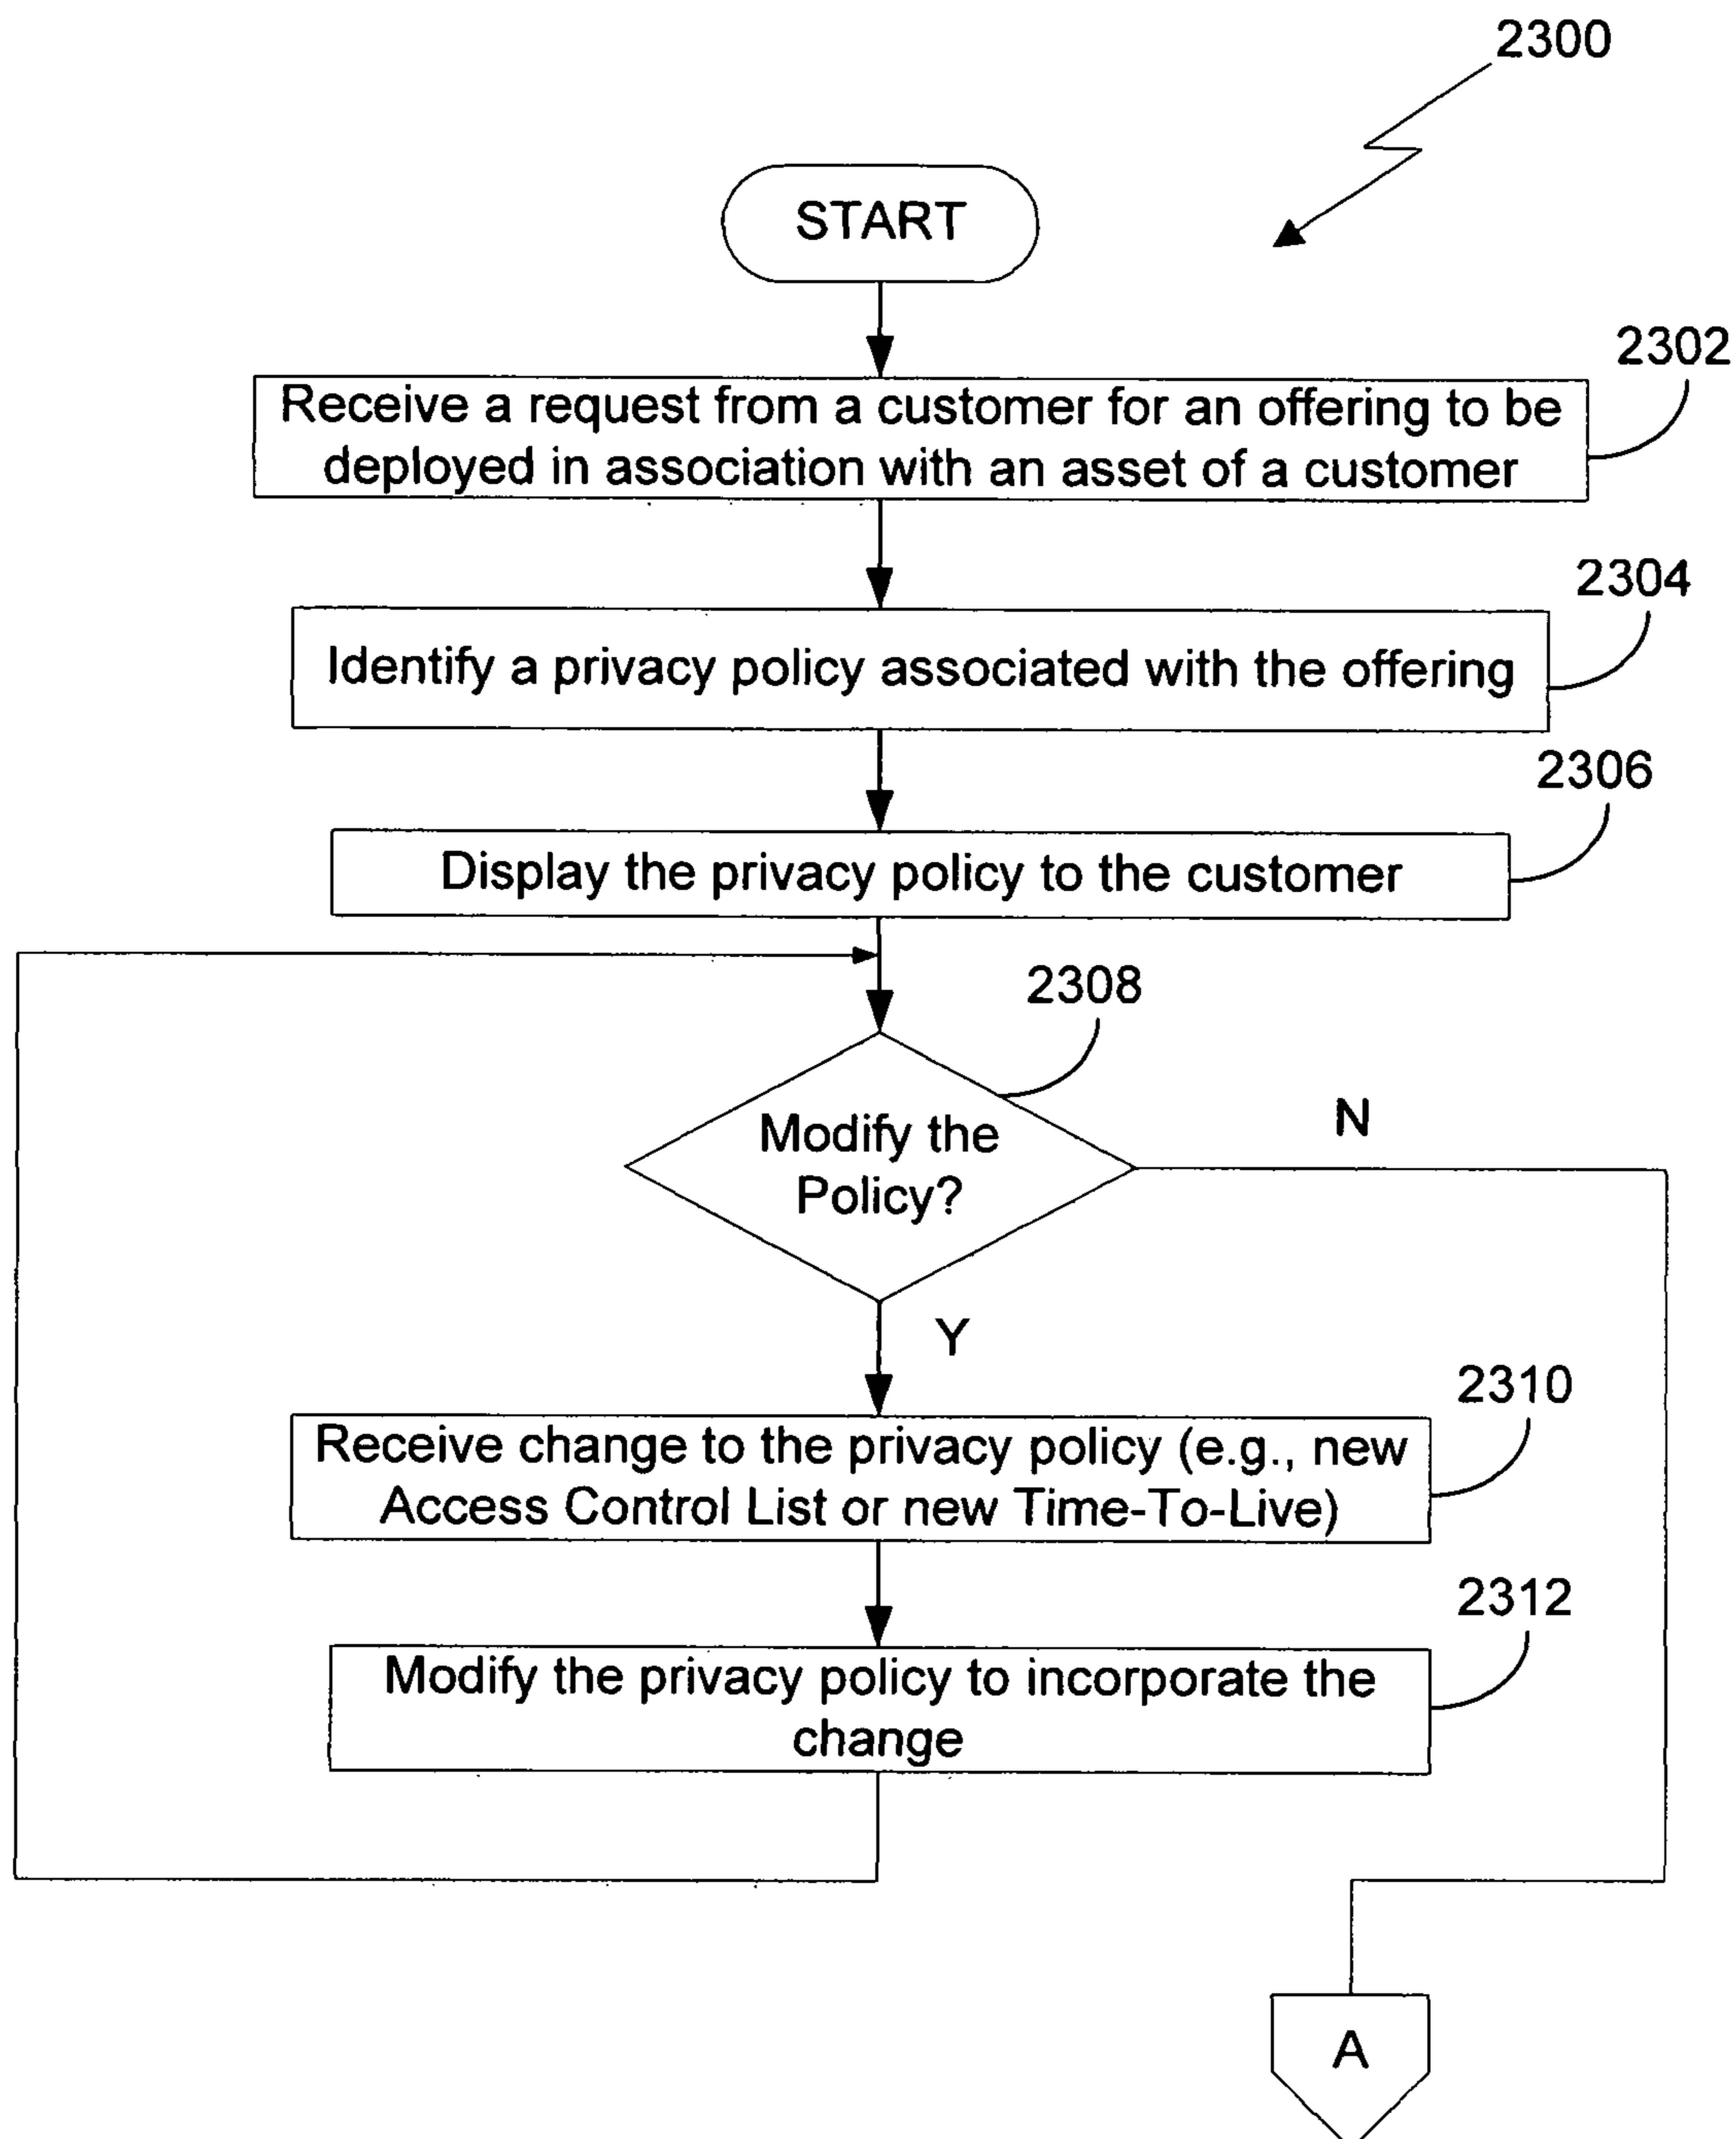 2300
START
2302
Receive a request from a customer for an offering to be
deployed in association with an asset of a customer
2304
Identify a privacy policy associated with the offering
2306
Display the privacy policy to the customer
2308
Modify the
Policy?
N
Y
2310
Receive change to the privacy policy (e.g., new
Access Control List or new Time-To-Live)
2312
Modify the privacy policy to incorporate the
change
A